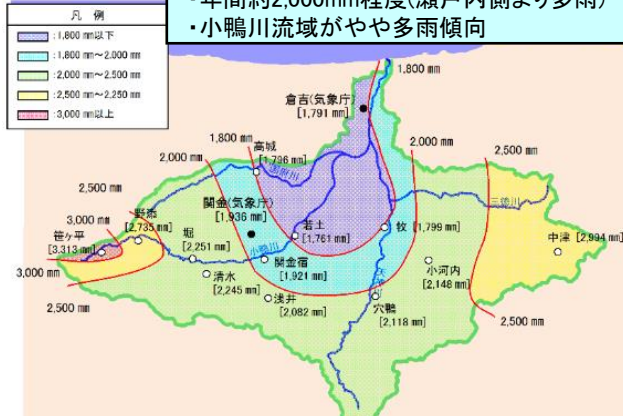 ・年間約2,000mm程度(瀬戸内側より多雨)
・小鴨川流域がやや多雨傾向
凡 例
:1,800 mm以下
:1,800 mm～2,000 mm
:2,000 mm～2,500 mm
:2,500 mm～2,250 mm
:3,000 mm以上
1,800 mm
倉吉(気象庁)
[1,791 mm]
1,800 mm
高城
[1,796 mm]
国府川
2,000 mm
2,000 mm
2,500 mm
2,500 mm
関金(気象庁)
[1,936 mm]
三徳川
3,000 mm
野添
[2,735 mm]
若土
[1,761 mm]
牧 [1,799 mm]
笹ヶ平
[3,313 mm]
堀
[2,251 mm]
小鴨川
関金宿
[1,921 mm]
中津 [2,994 mm]
3,000 mm
清水
[2,245 mm]
小河内
[2,148 mm]
2,500 mm
浅井
[2,082 mm]
穴鴨
[2,118 mm]
2,500 mm